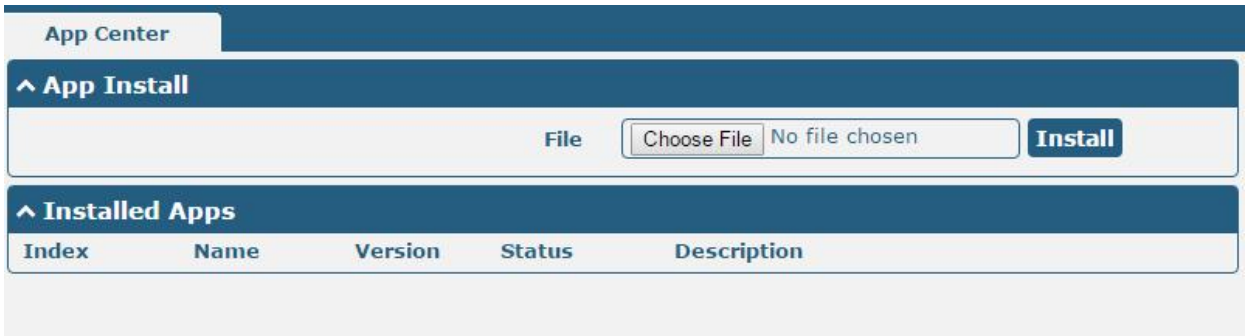 App Center
App Install
File Choose File No file chosen Install
Installed Apps
Index Name Version Status Description